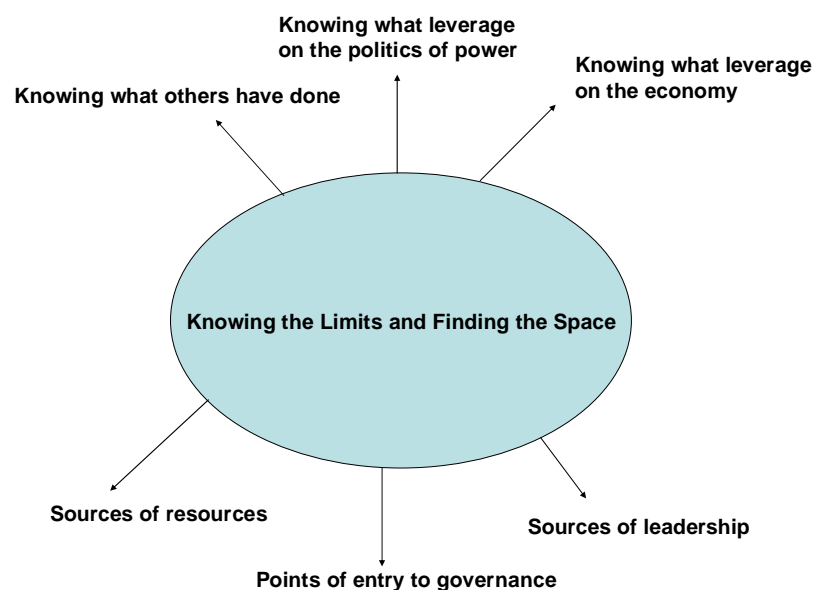 Knowing what leverage
on the politics of power
Knowing what leverage
on the economy
Knowing what others have done
Knowing the Limits and Finding the Space
Sources of resources
Sources of leadership
Points of entry to governance